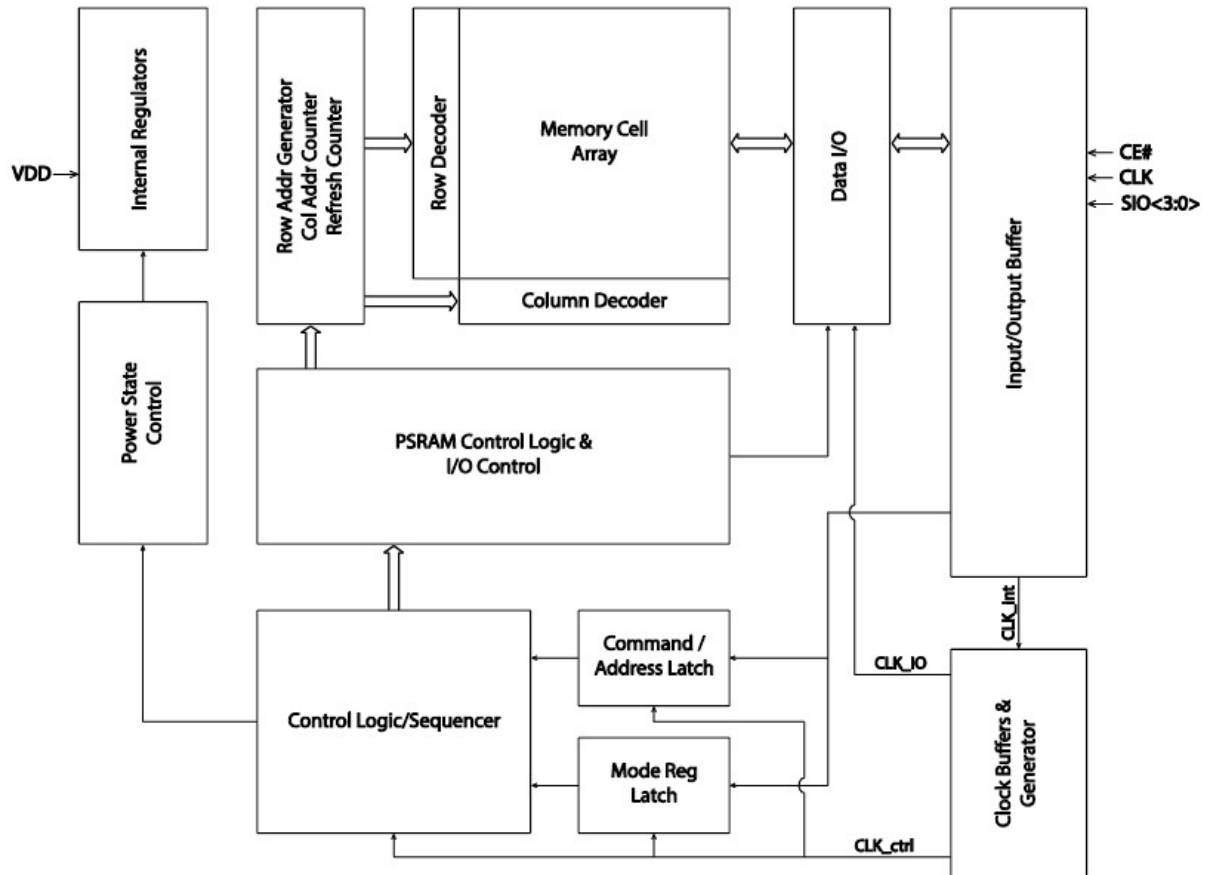 Internal Regulators
VDD
Power State
Control
Row Addr Generator
Col Addr Counter
Refresh Counter
Row Decoder
Memory Cell
Array
Column Decoder
Data I/O
Input/Output Buffer
CE#
CLK
SIO<3:0>
PSRAM Control Logic &
I/O Control
Control Logic/Sequencer
Command /
Address Latch
Mode Reg
Latch
CLK_int
CLK_IO
CLK_ctrl
Clock Buffers &
Generator